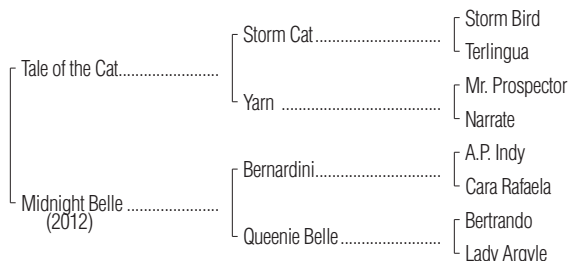 Storm Bird
Storm Cat..................................
Terlingua
Tale of the Cat...........................
Mr. Prospector
Yarn ...........................................
Narrate
A.P. Indy
Bernardini..................................
Cara Rafaela
Midnight Belle .........................
(2012)
Bertrando
Queenie Belle...........................
Lady Argyle